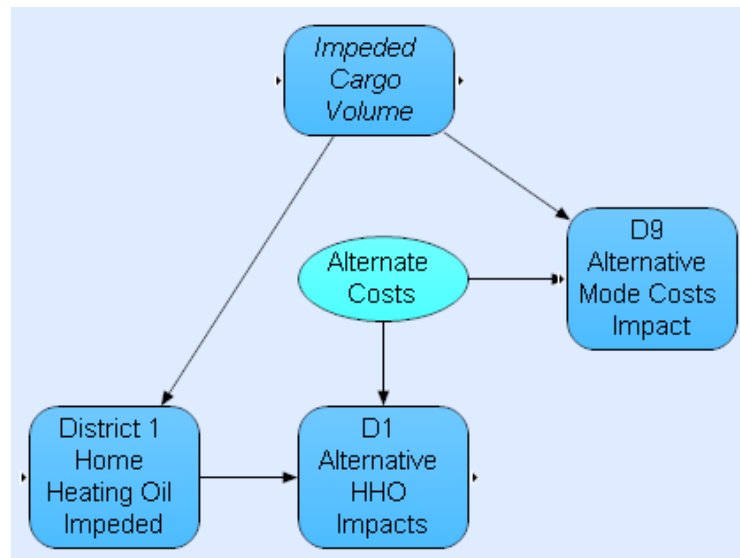 Impeded
Cargo
Volume
Alternate
Costs
D9
Alternative
Mode Costs
Impact
District 1
Home
Heating Oil
Impeded
D1
Alternative
HHO
Impacts